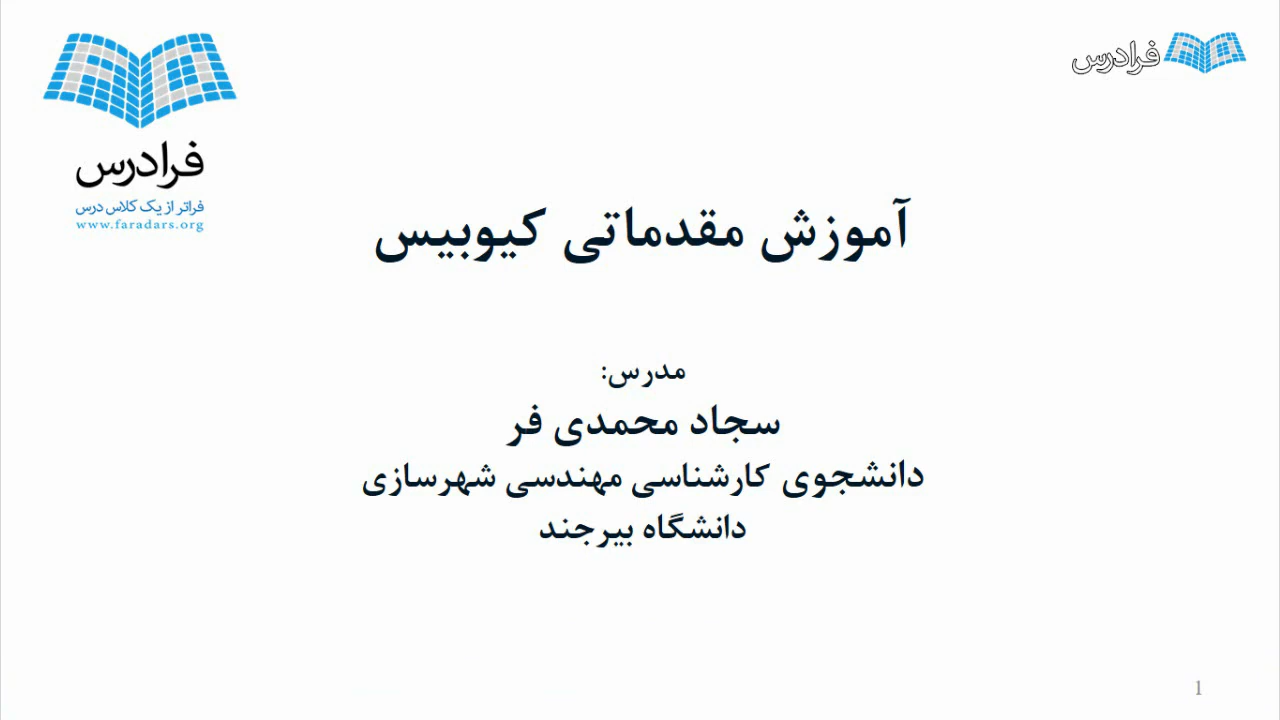 فرادرس
فرادرس
فراتر از یک کلاس درس
www.faradars.org
آموزش مقدماتی کیوبیس
مدرس:
سجاد محمدی فر
دانشجوی کارشناسی مهندسی شهرسازی
دانشگاه بیرجند
1